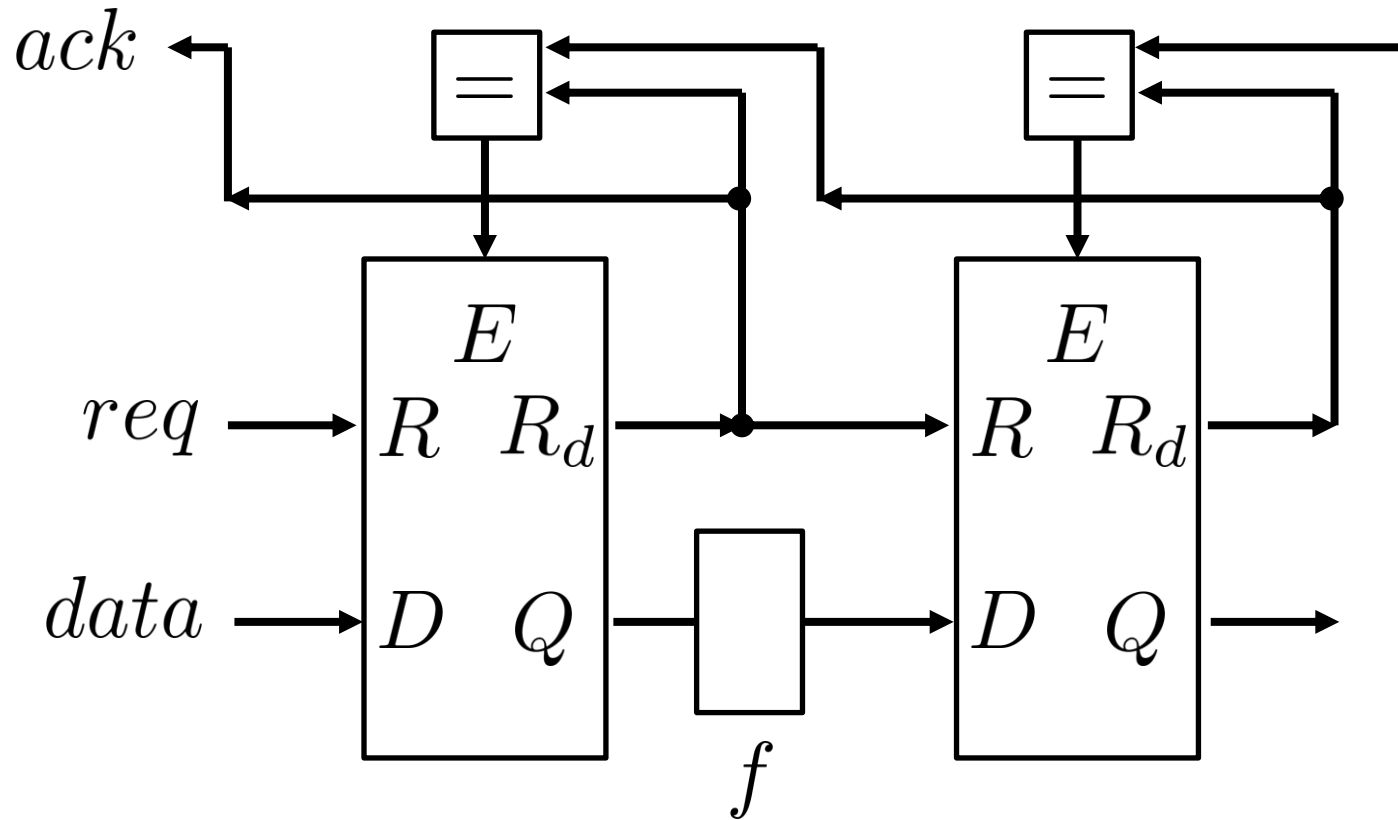 ack
= =
E E
req R R_d R R_d
data D Q D Q
f